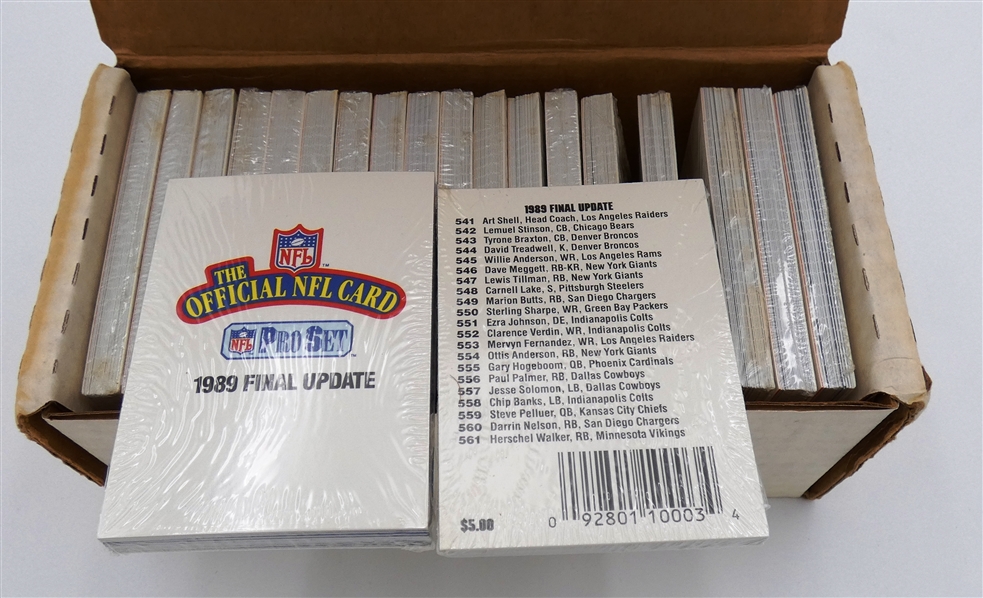 NFL
TM
THE
OFFICIAL NFL CARD
NFL PRO SET
1989 FINAL UPDATE
1989 FINAL UPDATE
541 Art Shell, Head Coach, Los Angeles Raiders
542 Lemuel Stinson, CB, Chicago Bears
543 Tyrone Braxton, CB, Denver Broncos
544 David Treadwell, K, Denver Broncos
545 Willie Anderson, WR, Los Angeles Rams
546 Dave Meggett, RB-KR, New York Giants
547 Lewis Tillman, RB, New York Giants
548 Carnell Lake, S, Pittsburgh Steelers
549 Marion Butts, RB, San Diego Chargers
550 Sterling Sharpe, WR, Green Bay Packers
551 Ezra Johnson, DE, Indianapolis Colts
552 Clarence Verdin, WR, Indianapolis Colts
553 Mervyn Fernandez, WR, Los Angeles Raiders
554 Ottis Anderson, RB, New York Giants
555 Gary Hogeboom, QB, Phoenix Cardinals
556 Paul Palmer, RB, Dallas Cowboys
557 Jesse Solomon, LB, Dallas Cowboys
558 Chip Banks, LB, Indianapolis Colts
559 Steve Pelluer, QB, Kansas City Chiefs
560 Darrin Nelson, RB, San Diego Chargers
561 Herschel Walker, RB, Minnesota Vikings
$5.00
0 92801 10003 4